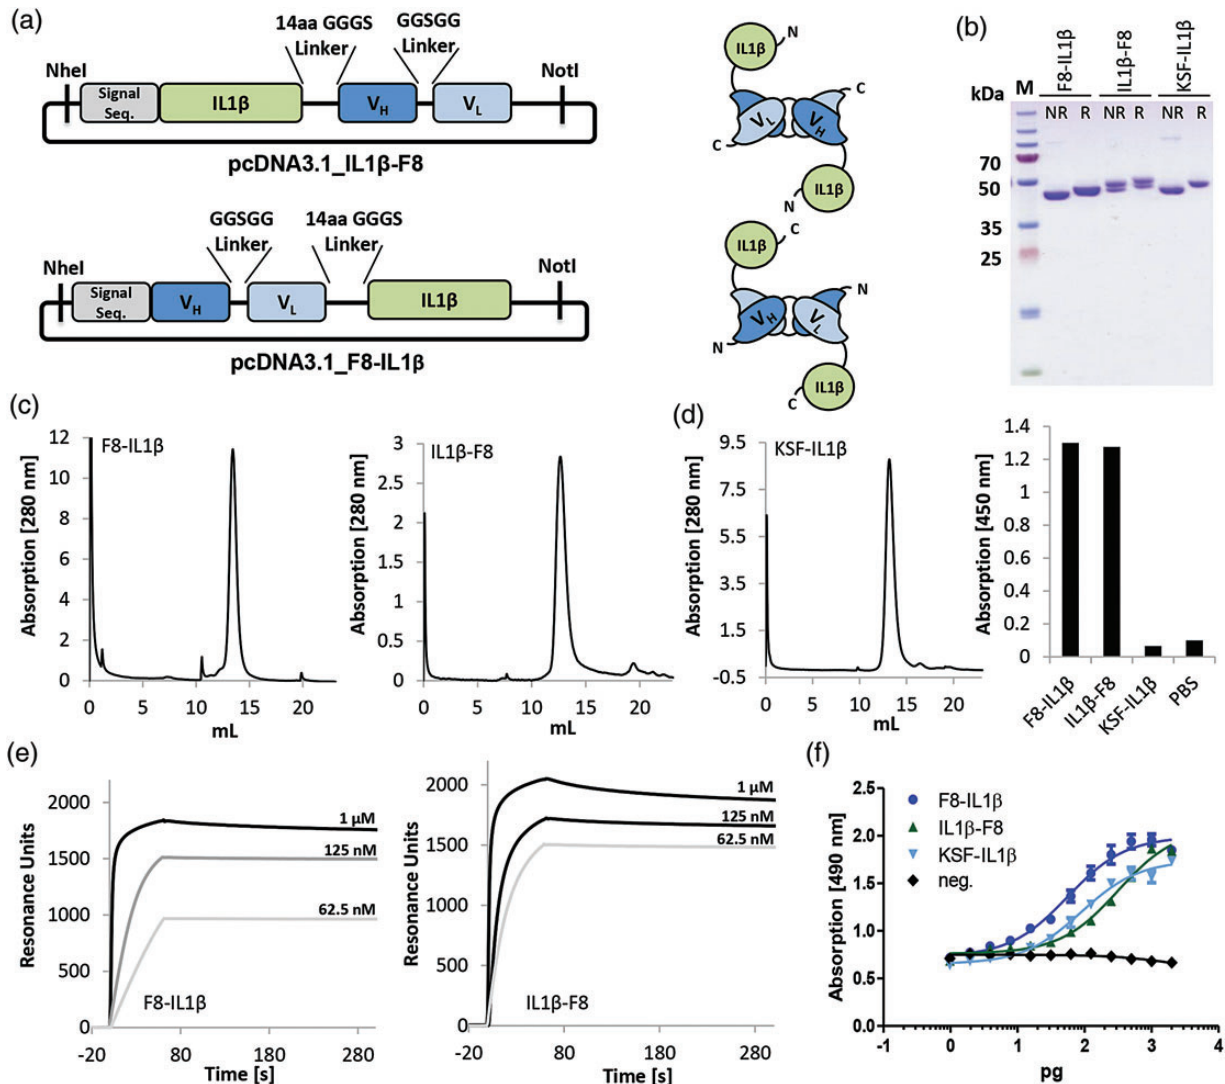 (a)
14aa GGGS
Linker
GGSGG
Linker
NheI
NotI
Signal
Seq.
IL1β
VH
VL
pcDNA3.1_IL1β-F8
GGSGG
Linker
14aa GGGS
Linker
NheI
NotI
Signal
Seq.
VH
VL
IL1β
pcDNA3.1_F8-IL1β
IL1β
N
C
VL
VH
C
N
IL1β
IL1β
C
N
VH
VL
N
C
IL1β
(b)
F8-IL1β
IL1β-F8
KSF-IL1β
kDa
M
NR R NR R NR R
70
50
35
25
(c)
F8-IL1β
Absorption [280 nm]
12
10
8
6
4
2
0
0 5 10 15 20
mL
IL1β-F8
Absorption [280 nm]
3
2.5
2
1.5
1
0.5
0
0 5 10 15 20
mL
(d)
KSF-IL1β
Absorption [280 nm]
9.5
7.5
5.5
3.5
1.5
-0.5
0 5 10 15 20
mL
Absorption [450 nm]
1.4
1.2
1
0.8
0.6
0.4
0.2
0
F8-IL1β
IL1β-F8
KSF-IL1β
PBS
(e)
Resonance Units
2000
1500
1000
500
0
1 μM
125 nM
62.5 nM
F8-IL1β
-20 80 180 280
Time [s]
Resonance Units
2000
1500
1000
500
0
1 μM
125 nM
62.5 nM
IL1β-F8
-20 80 180 280
Time [s]
(f)
Absorption [490 nm]
2.5
2.0
1.5
1.0
0.5
0.0
F8-IL1β
IL1β-F8
KSF-IL1β
neg.
-1 0 1 2 3 4
pg